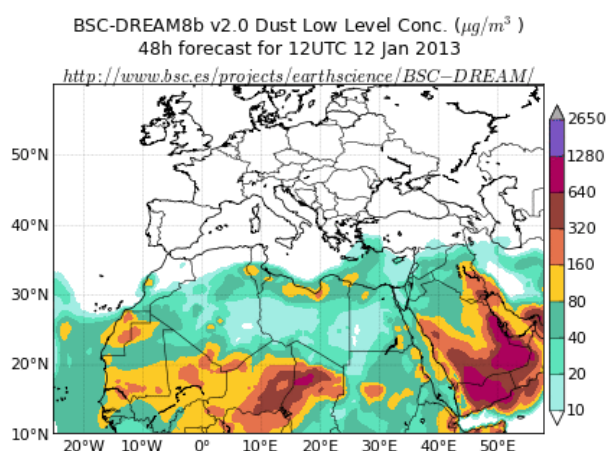 BSC-DREAM8b v2.0 Dust Low Level Conc. (μg/m³ )
48h forecast for 12UTC 12 Jan 2013
http://www.bsc.es/projects/earthscience/BSC−DREAM/
50°N
40°N
30°N
20°N
10°N
20°W
10°W
0°
10°E
20°E
30°E
40°E
50°E
2650
1280
640
320
160
80
40
20
10